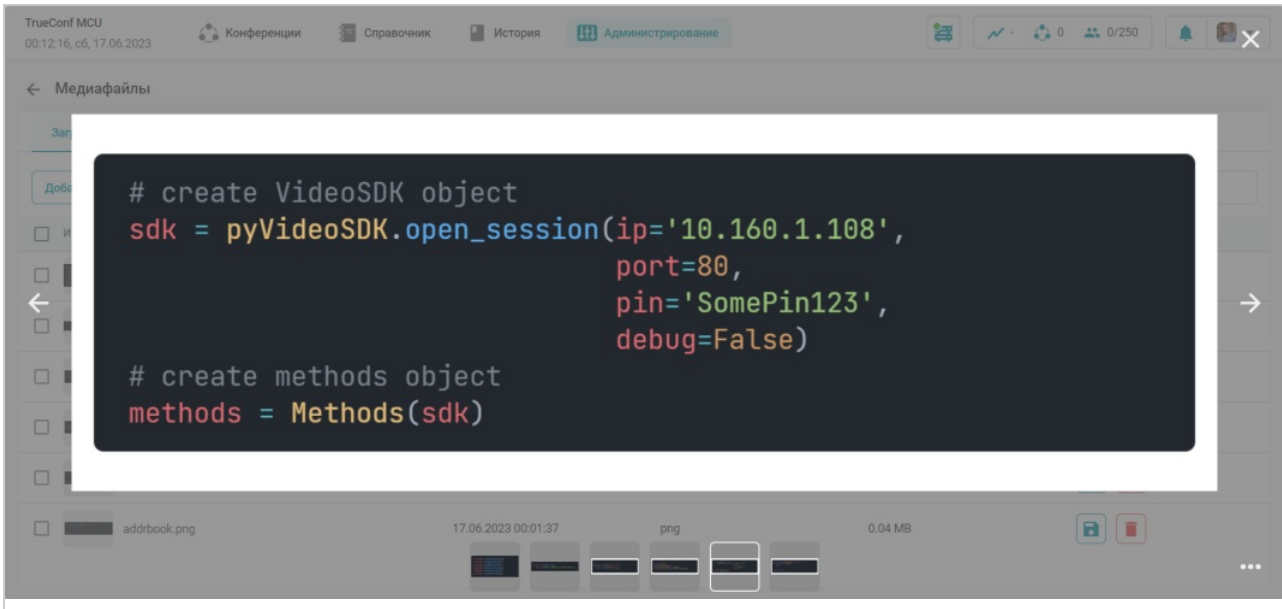 TrueConf MCU
00:12:16, сб, 17.06.2023
Конференции
Справочник
История
Администрирование
0
0/250
Медиафайлы
# create VideoSDK object
sdk = pyVideoSDK.open_session(ip='10.160.1.108',
port=80,
pin='SomePin123',
debug=False)
# create methods object
methods = Methods(sdk)
addrbook.png 17.06.2023 00:01:37 png 0.04 MB